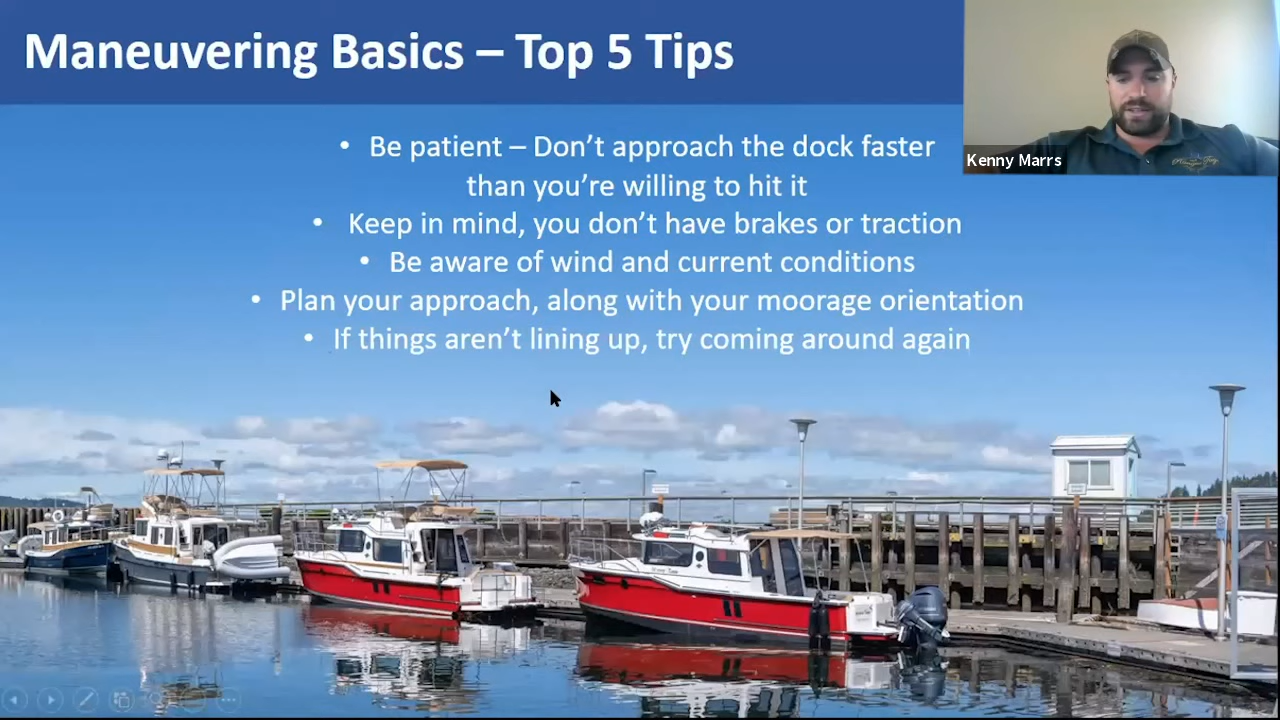 Maneuvering Basics – Top 5 Tips
• Be patient – Don’t approach the dock faster
than you’re willing to hit it
• Keep in mind, you don’t have brakes or traction
• Be aware of wind and current conditions
• Plan your approach, along with your moorage orientation
• If things aren’t lining up, try coming around again
Kenny Marrs